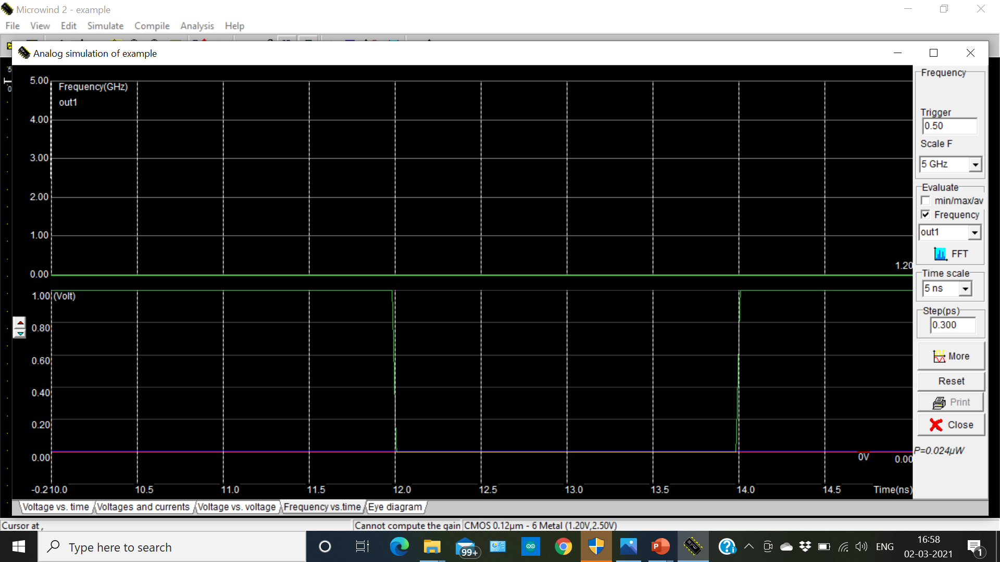 Microwind 2 - example
File View Edit Simulate Compile Analysis Help
Analog simulation of example
5.00
Frequency(GHz)
out1
4.00
3.00
2.00
1.00
0.00
1.20
1.00 (Volt)
0.80
0.60
0.40
0.20
0.00
0V
0.00
-0.2 10.0 10.5 11.0 11.5 12.0 12.5 13.0 13.5 14.0 14.5 Time(ns)
Frequency
Trigger
0.50
Scale F
5 GHz
Evaluate
min/max/av
Frequency
out1
FFT
Time scale
5 ns
Step(ps)
0.300
More
Reset
Print
Close
P=0.024µW
Voltage vs. time Voltages and currents Voltage vs. voltage Frequency vs.time Eye diagram
Cursor at , Cannot compute the gain CMOS 0.12µm - 6 Metal (1.20V,2.50V)
Type here to search
99+
ENG
16:58
02-03-2021
1